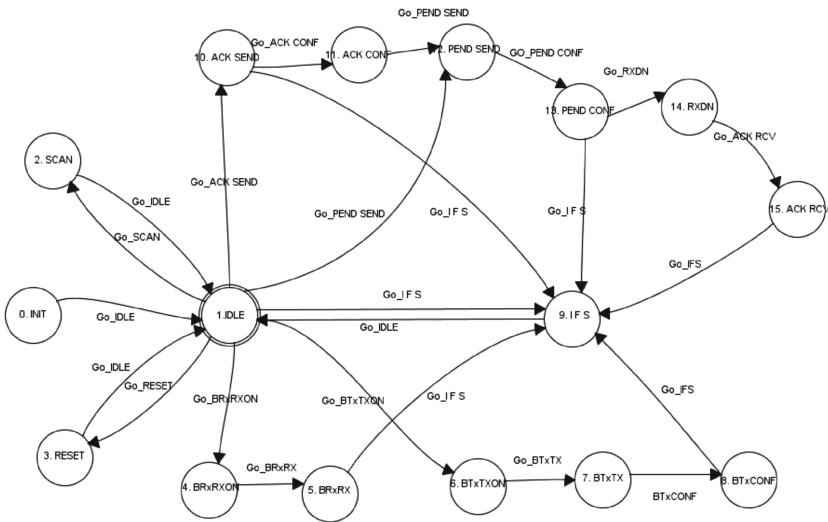 Go_PEND SEND
10. ACK SEND
Go_ACK CONF
11. ACK CONF
2. PEND SEND
GO_PEND CONF
Go_RXDN
13. PEND CONF
14. RXDN
Go_ACK RCV
2. SCAN
Go_ACK SEND
Go_IDLE
Go_PEND SEND
Go_I F S
Go_I F S
15. ACK RCV
Go_SCAN
Go_IFS
0. INIT
Go_IDLE
1.IDLE
Go_I F S
Go_IDLE
9. I F S
Go_IDLE
Go_RESET
Go_BRxRXON
Go_BTxTXON
Go_I F S
Go_IFS
3. RESET
4. BRxRXON
Go_BRxRX
5. BRxRX
6. BTxTXON
Go_BTxTX
7. BTxTX
BTxCONF
8. BTxCONF